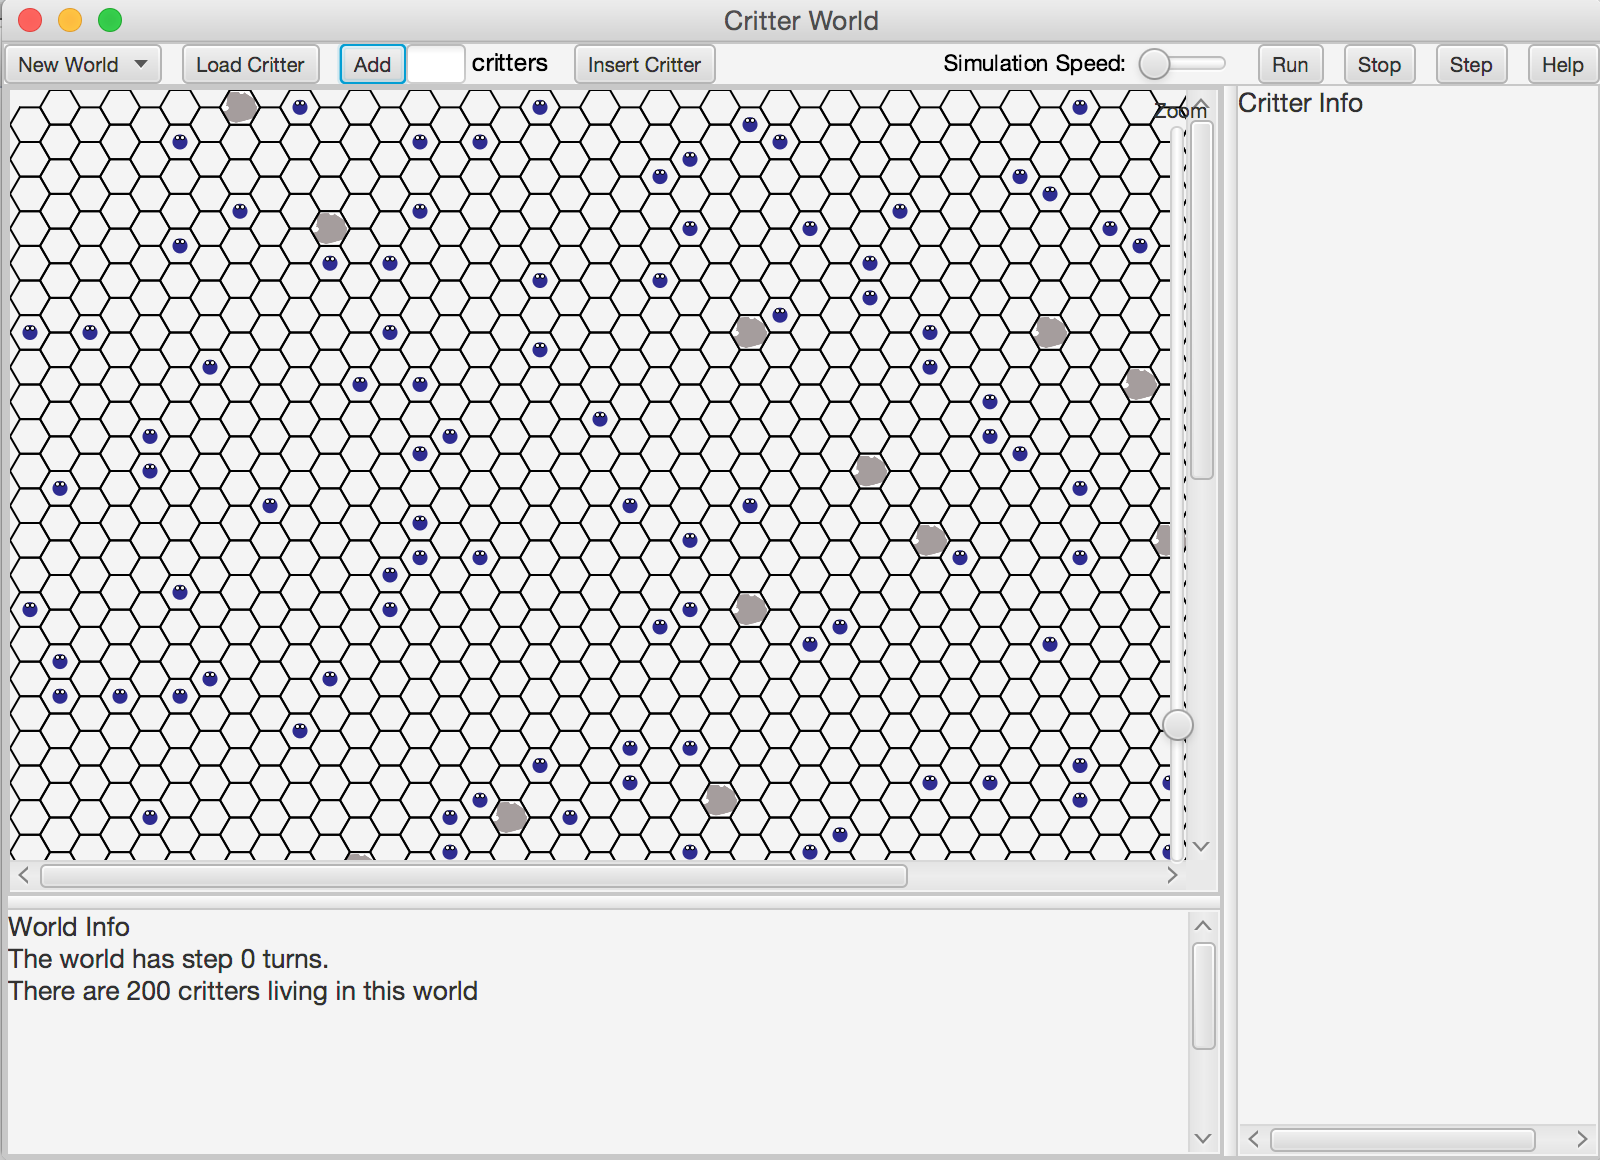 Critter World
New World Load Critter Add critters Insert Critter Simulation Speed: Run Stop Step Help
Zoom
Critter Info
World Info
The world has step 0 turns.
There are 200 critters living in this world